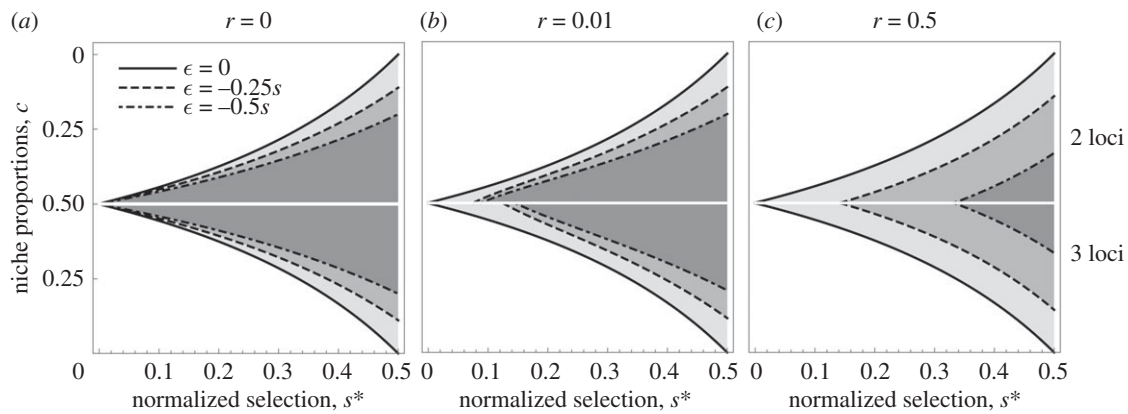 (a) r = 0 (b) r = 0.01 (c) r = 0.5
0
ϵ = 0
ϵ = –0.25s
ϵ = –0.5s
0.25
2 loci
niche proportions, c
0.50
3 loci
0.25
0
0 0.1 0.2 0.3 0.4 0.5 0 0.1 0.2 0.3 0.4 0.5 0 0.1 0.2 0.3 0.4 0.5
normalized selection, s* normalized selection, s* normalized selection, s*